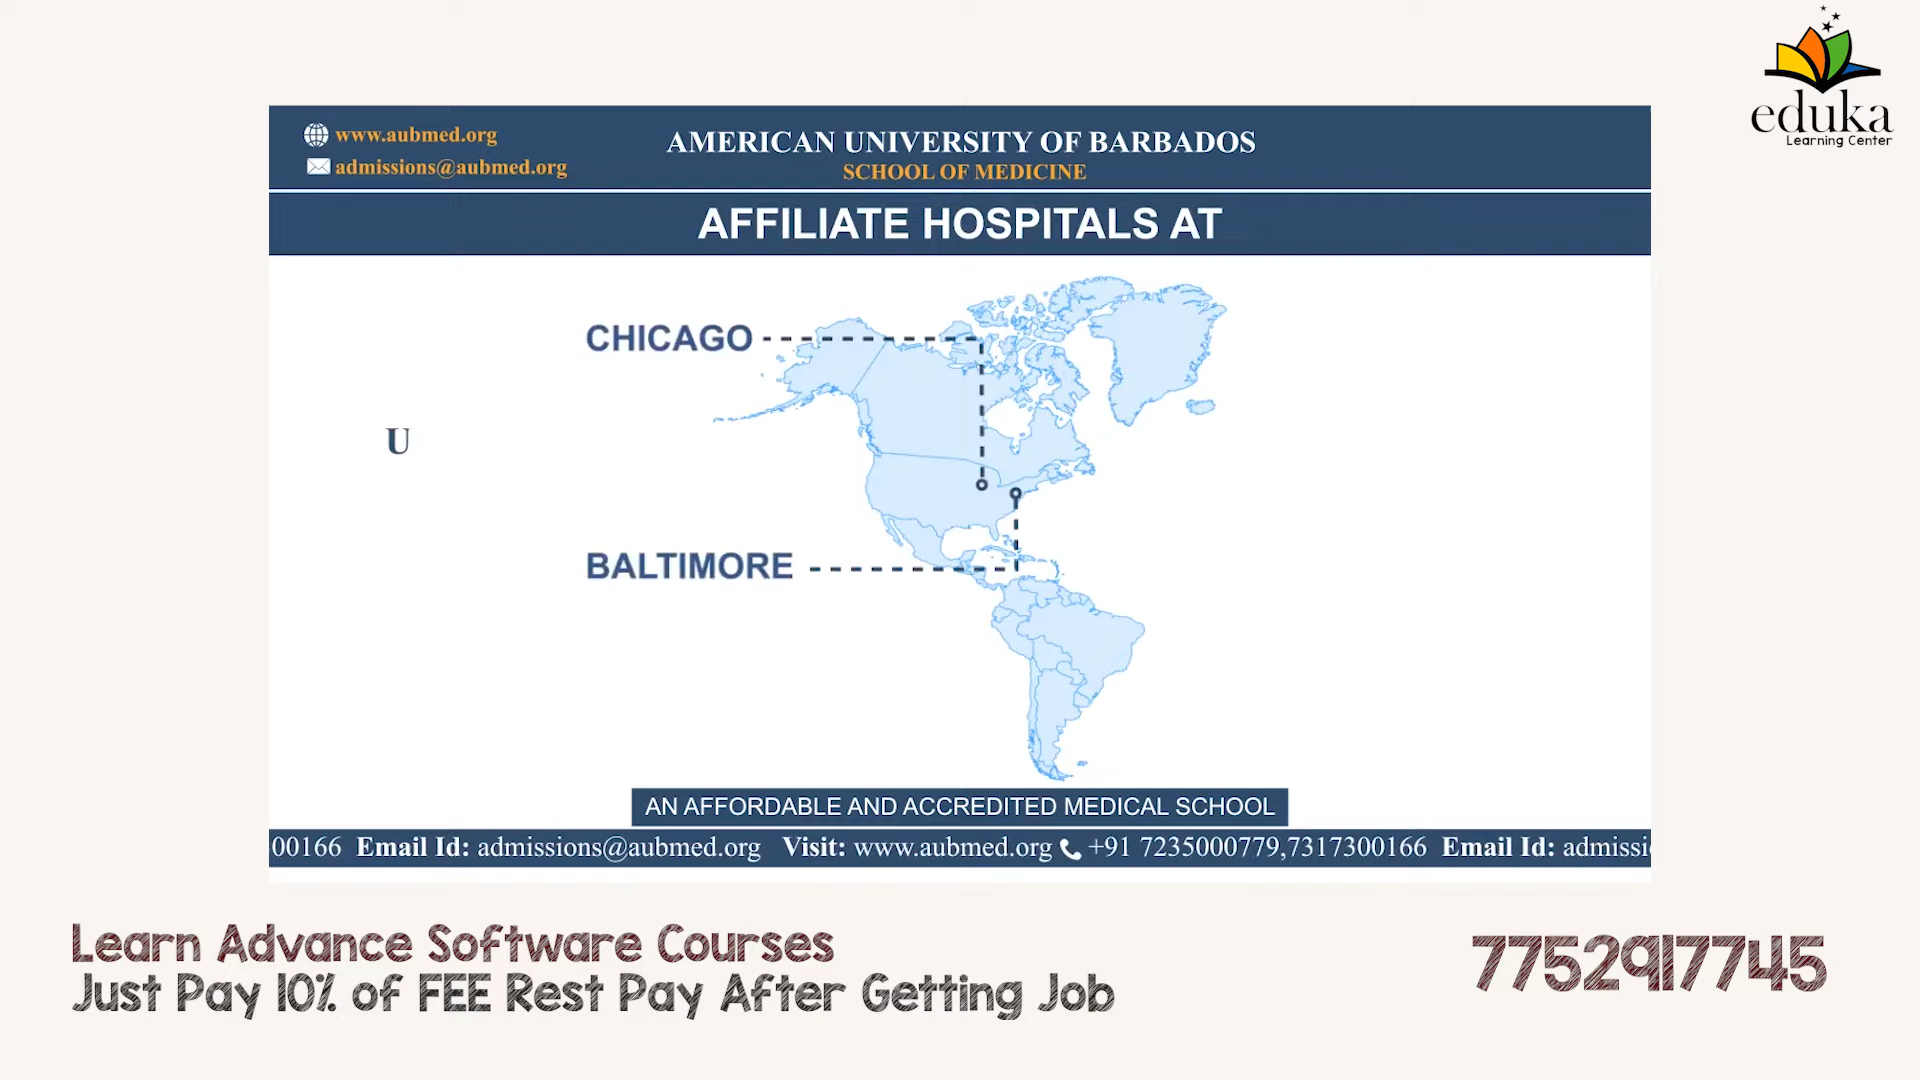 eduka
Learning Center
www.aubmed.org
admissions@aubmed.org
AMERICAN UNIVERSITY OF BARBADOS
SCHOOL OF MEDICINE
AFFILIATE HOSPITALS AT
CHICAGO
U
BALTIMORE
AN AFFORDABLE AND ACCREDITED MEDICAL SCHOOL
00166 Email Id: admissions@aubmed.org Visit: www.aubmed.org +91 7235000779,7317300166 Email Id: admissi
Learn Advance Software Courses
Just Pay 10% of FEE Rest Pay After Getting Job
7752917745